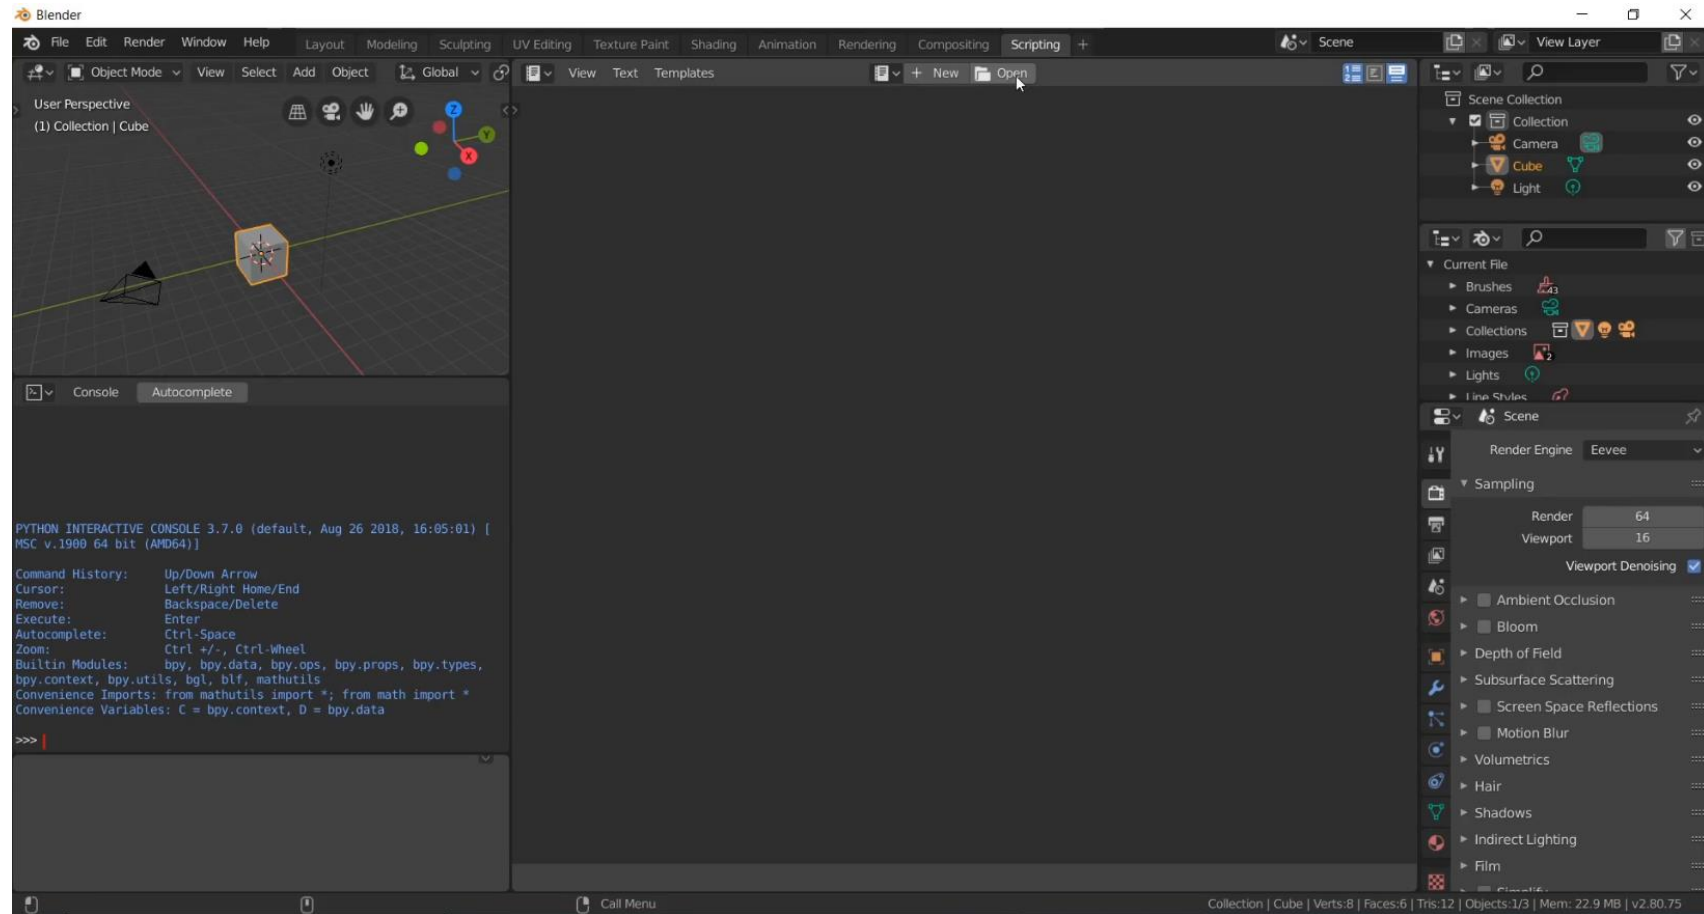 Blender
File Edit Render Window Help Layout Modeling Sculpting UV Editing Texture Paint Shading Animation Rendering Compositing Scripting + Scene View Layer
Object Mode View Select Add Object Global View Text Templates + New Open
User Perspective
(1) Collection | Cube
Z
Y
X
Scene Collection
Collection
Camera
Cube
Light
Current File
Brushes 43
Cameras
Collections
Images 2
Lights
Line Styles
Console Autocomplete
PYTHON INTERACTIVE CONSOLE 3.7.0 (default, Aug 26 2018, 16:05:01) [
MSC v.1900 64 bit (AMD64)]
Command History: Up/Down Arrow
Cursor: Left/Right Home/End
Remove: Backspace/Delete
Execute: Enter
Autocomplete: Ctrl-Space
Zoom: Ctrl +/-, Ctrl-Wheel
Builtin Modules: bpy, bpy.data, bpy.ops, bpy.props, bpy.types,
bpy.context, bpy.utils, bgl, blf, mathutils
Convenience Imports: from mathutils import *; from math import *
Convenience Variables: C = bpy.context, D = bpy.data
>>>
Scene
Render Engine Eevee
Sampling
Render 64
Viewport 16
Viewport Denoising
Ambient Occlusion
Bloom
Depth of Field
Subsurface Scattering
Screen Space Reflections
Motion Blur
Volumetrics
Hair
Shadows
Indirect Lighting
Film
Simplify
Call Menu
Collection | Cube | Verts:8 | Faces:6 | Tris:12 | Objects:1/3 | Mem: 22.9 MB | v2.80.75